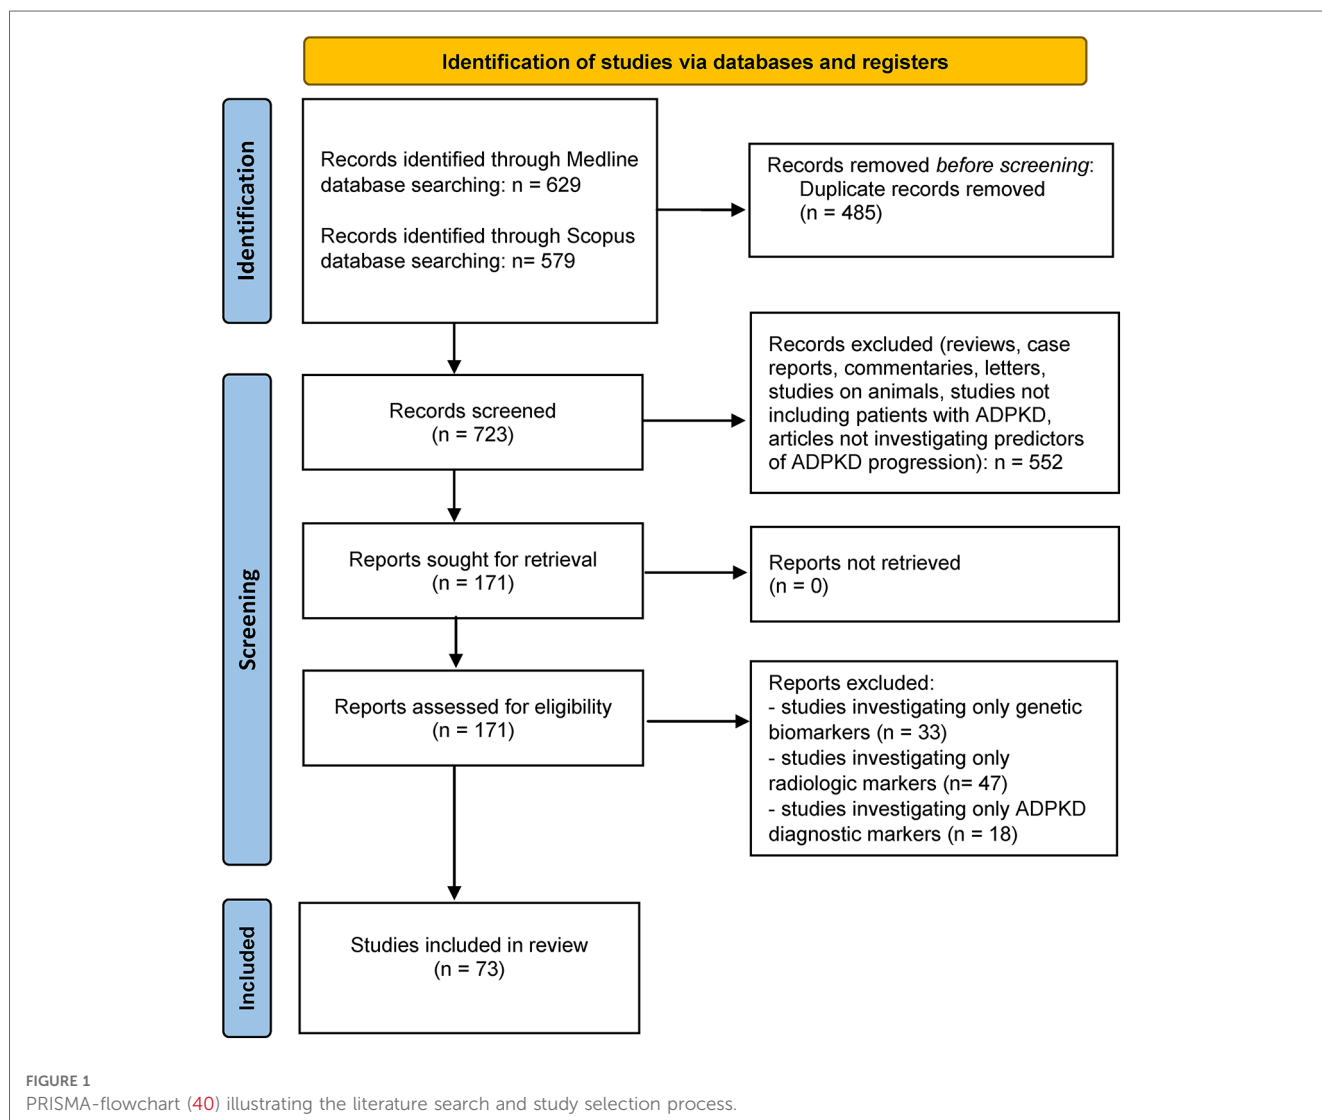 Identification of studies via databases and registers
Identification
Records identified through Medline
database searching: n = 629
Records identified through Scopus
database searching: n= 579
Records removed before screening:
Duplicate records removed
(n = 485)
Screening
Records screened
(n = 723)
Records excluded (reviews, case
reports, commentaries, letters,
studies on animals, studies not
including patients with ADPKD,
articles not investigating predictors
of ADPKD progression): n = 552
Reports sought for retrieval
(n = 171)
Reports not retrieved
(n = 0)
Reports assessed for eligibility
(n = 171)
Reports excluded:
- studies investigating only genetic
biomarkers (n = 33)
- studies investigating only
radiologic markers (n= 47)
- studies investigating only ADPKD
diagnostic markers (n = 18)
Included
Studies included in review
(n = 73)
FIGURE 1
PRISMA-flowchart (40) illustrating the literature search and study selection process.